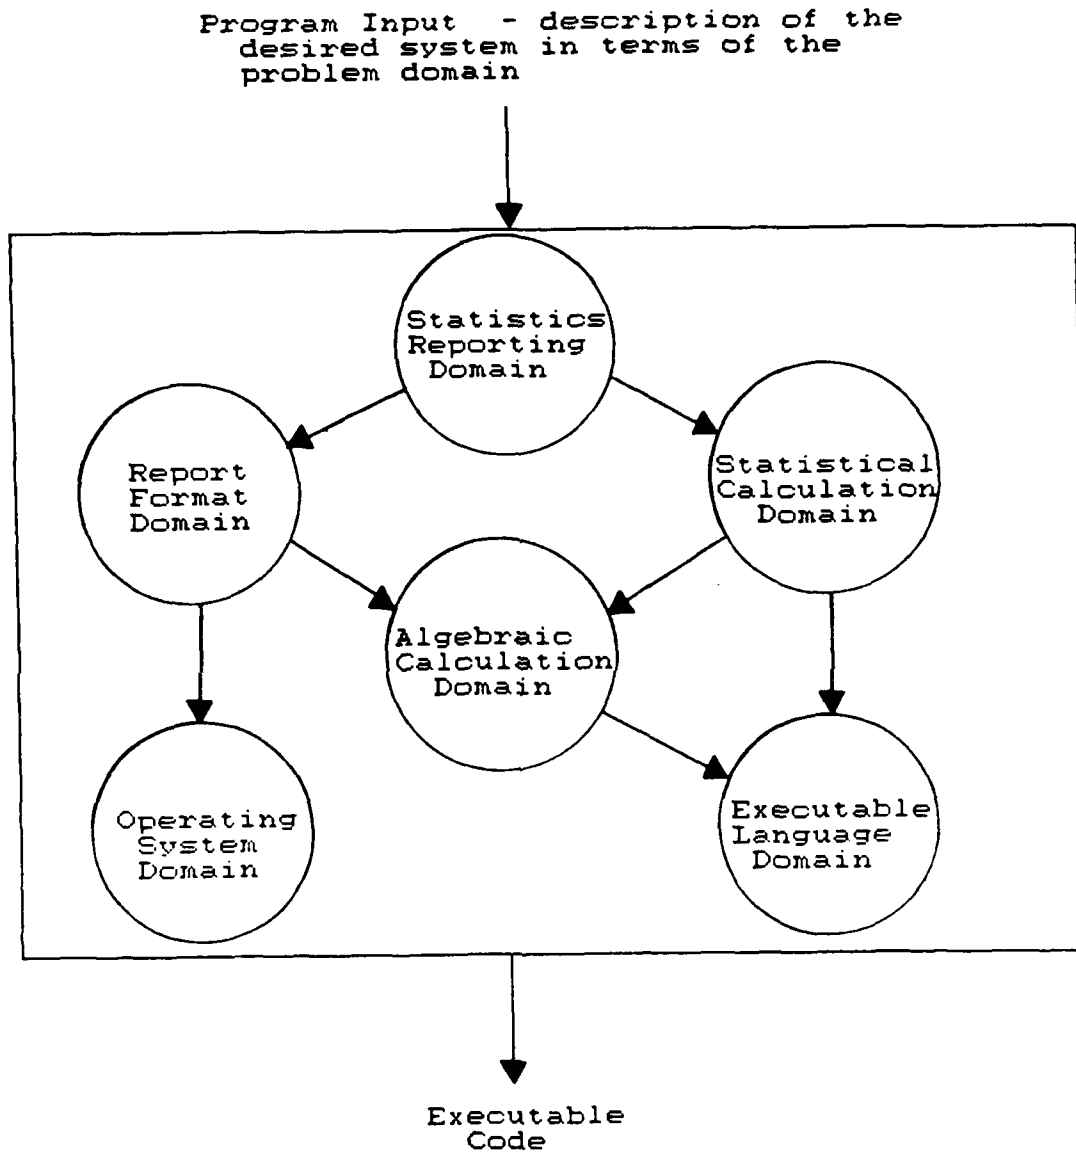 Program Input - description of the
desired system in terms of the
problem domain
Statistics
Reporting
Domain
Report
Format
Domain
Statistical
Calculation
Domain
Algebraic
Calculation
Domain
Operating
System
Domain
Executable
Language
Domain
Executable
Code